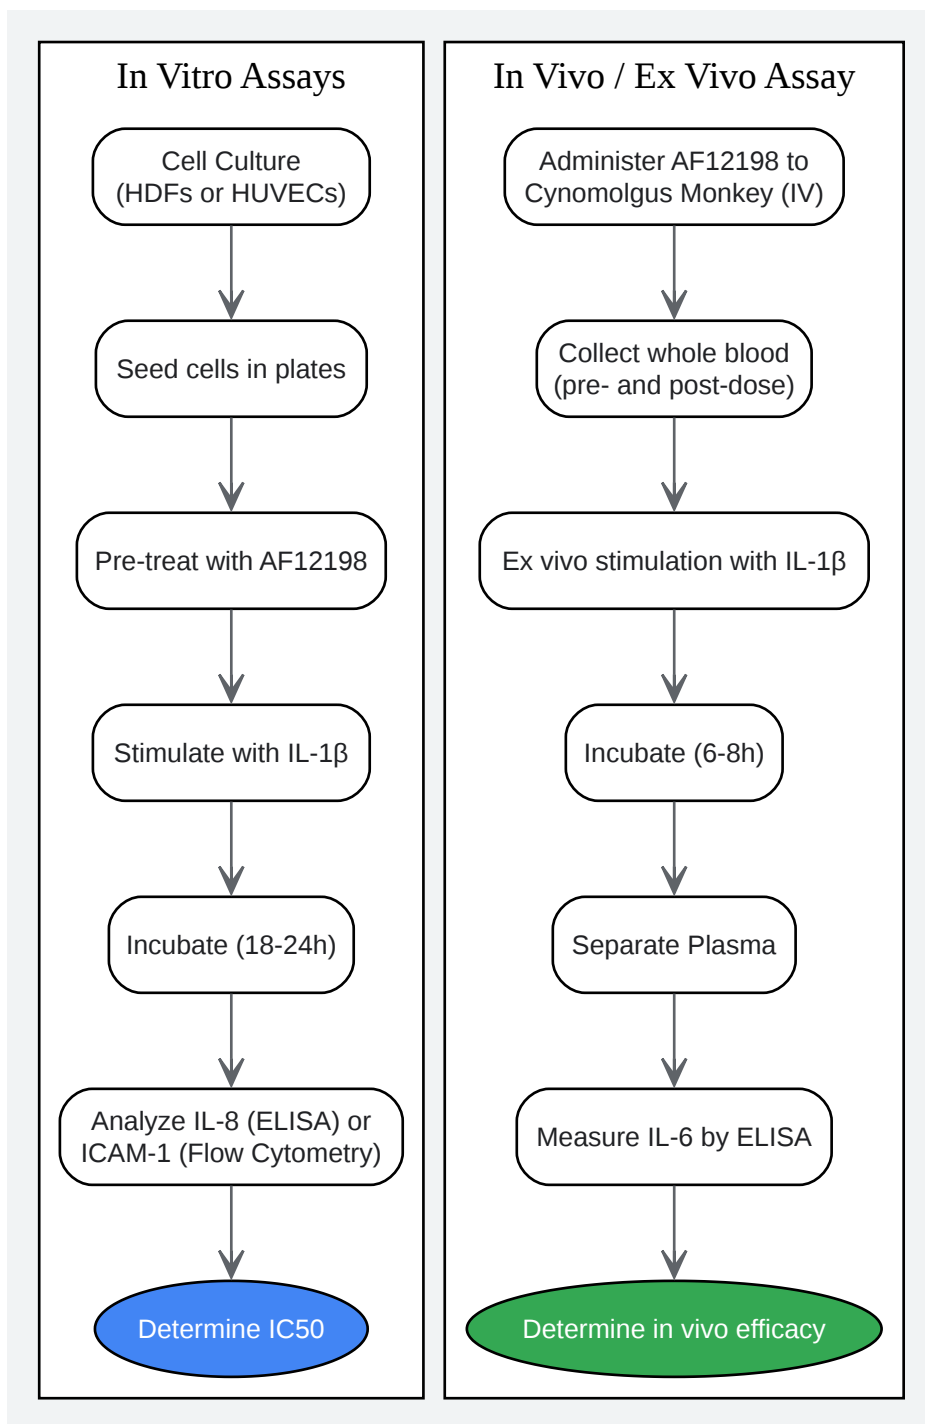 In Vitro Assays
Cell Culture
(HDFs or HUVECs)
Seed cells in plates
Pre-treat with AF12198
Stimulate with IL-1β
Incubate (18-24h)
Analyze IL-8 (ELISA) or
ICAM-1 (Flow Cytometry)
Determine IC50
In Vivo / Ex Vivo Assay
Administer AF12198 to
Cynomolgus Monkey (IV)
Collect whole blood
(pre- and post-dose)
Ex vivo stimulation with IL-1β
Incubate (6-8h)
Separate Plasma
Measure IL-6 by ELISA
Determine in vivo efficacy